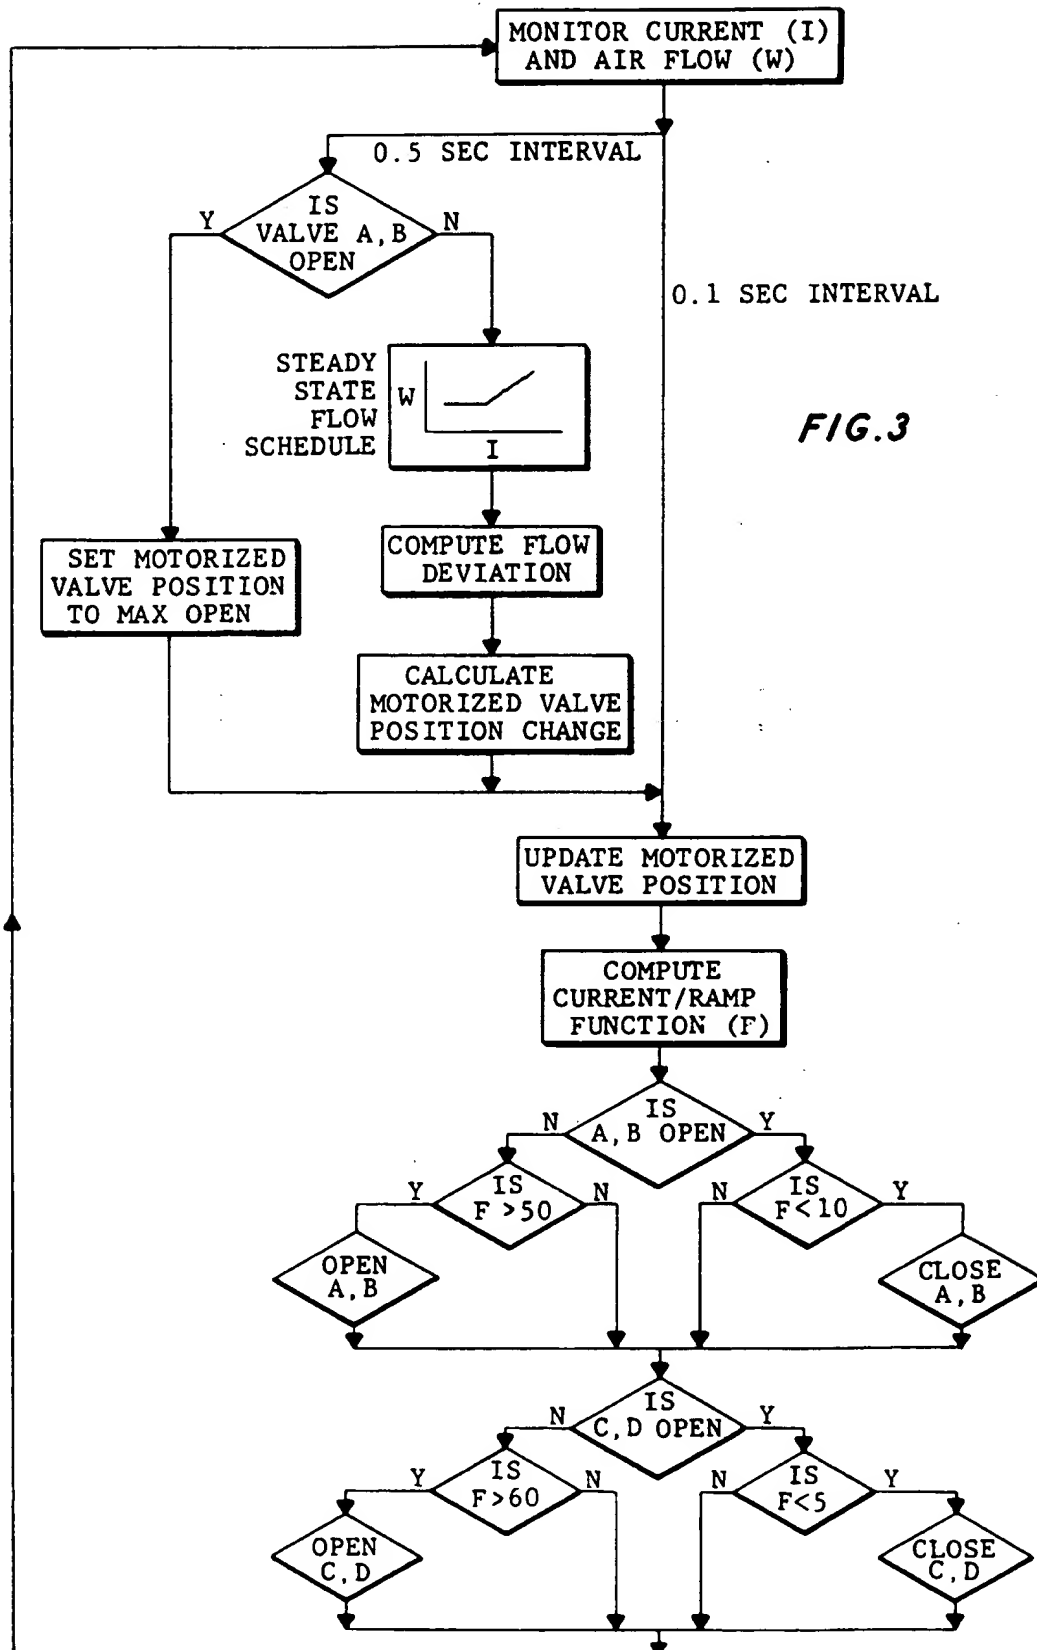 MONITOR CURRENT (I)
AND AIR FLOW (W)
0.5 SEC INTERVAL
0.1 SEC INTERVAL
IS
VALVE A,B
OPEN
Y
N
STEADY
STATE
FLOW
SCHEDULE
W
I
FIG.3
SET MOTORIZED
VALVE POSITION
TO MAX OPEN
COMPUTE FLOW
DEVIATION
CALCULATE
MOTORIZED VALVE
POSITION CHANGE
UPDATE MOTORIZED
VALVE POSITION
COMPUTE
CURRENT/RAMP
FUNCTION (F)
IS
A,B OPEN
N
Y
IS
F>50
Y
N
IS
F<10
N
Y
OPEN
A,B
CLOSE
A,B
IS
C,D OPEN
N
Y
IS
F>60
Y
N
IS
F<5
N
Y
OPEN
C,D
CLOSE
C,D